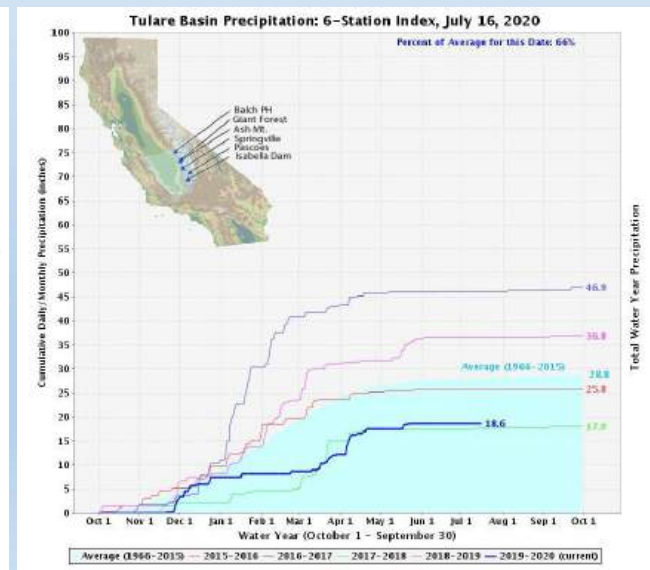 Tulare Basin Precipitation: 6-Station Index, July 16, 2020
Percent of Average for this Date: 66%
100
95
90
85
80
75
70
65
60
55
50
45
40
35
30
25
20
15
10
5
0
Cumulative Daily/Monthly Precipitation (inches)
Balch PH
Giant Forest
Ash Mt.
Springville
Pascoes
Isabella Dam
46.9
36.8
Average (1966-2015)
28.8
25.8
18.6
17.9
Total Water Year Precipitation
Oct 1 Nov 1 Dec 1 Jan 1 Feb 1 Mar 1 Apr 1 May 1 Jun 1 Jul 1 Aug 1 Sep 1 Oct 1
Water Year (October 1 - September 30)
Average (1966-2015) 2015-2016 2016-2017 2017-2018 2018-2019 2019-2020 (current)